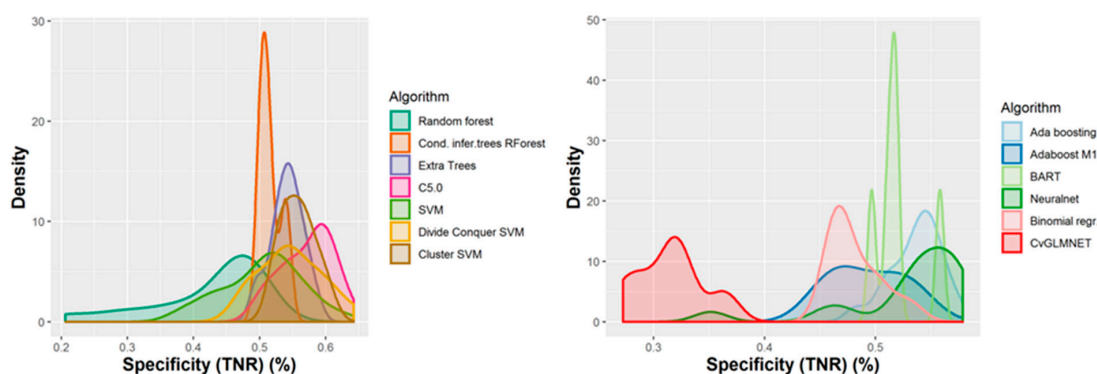 30
20
10
0
Density
0.2 0.3 0.4 0.5 0.6
Specificity (TNR) (%)
Algorithm
Random forest
Cond. infer.trees RForest
Extra Trees
C5.0
SVM
Divide Conquer SVM
Cluster SVM
50
40
30
20
10
0
Density
0.3 0.4 0.5
Specificity (TNR) (%)
Algorithm
Ada boosting
Adaboost M1
BART
Neuralnet
Binomial regr
CvGLMNET